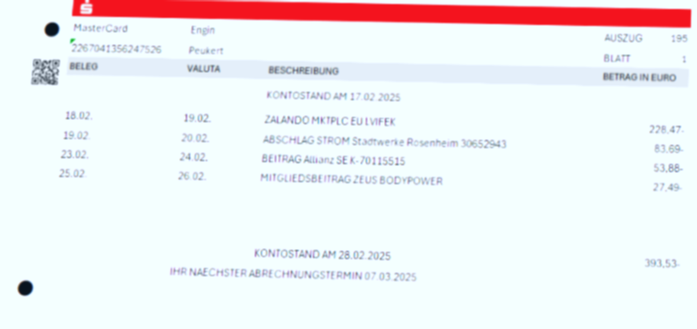 MasterCard Engin AUSZUG 195
2267041356247526 Peukert BLATT 1
BELEG VALUTA BESCHREIBUNG BETRAG IN EURO
KONTOSTAND AM 17.02.2025
18.02. 19.02. ZALANDO MKTPLC EU LVIFEK 228,47-
19.02. 20.02. ABSCHLAG STROM Stadtwerke Rosenheim 30652943 83,69-
23.02. 24.02. BEITRAG Allianz SE K-70115515 53,88-
25.02. 26.02. MITGLIEDSBEITRAG ZEUS BODYPOWER 27,49-
KONTOSTAND AM 28.02.2025 393,53-
IHR NAECHSTER ABRECHNUNGSTERMIN 07.03.2025